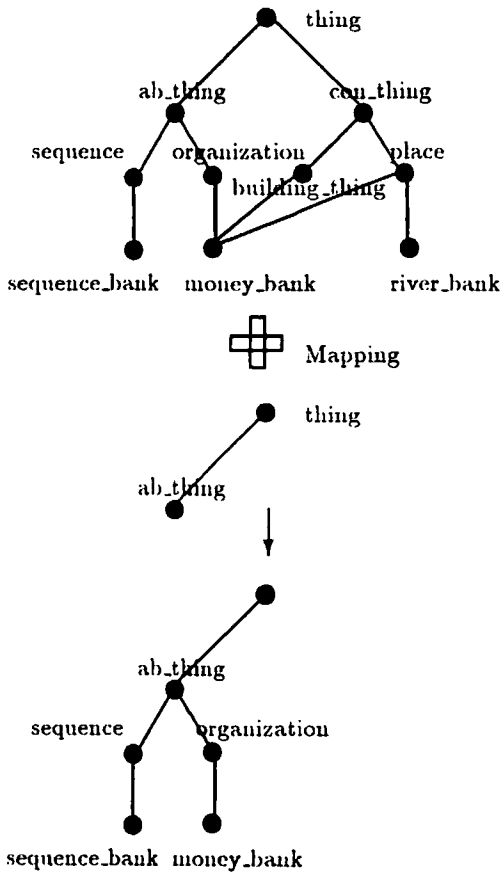 thing
ab_thing con_thing
sequence organization place
building_thing
sequence_bank money_bank river_bank
Mapping
thing
ab_thing
ab_thing
sequence organization
sequence_bank money_bank